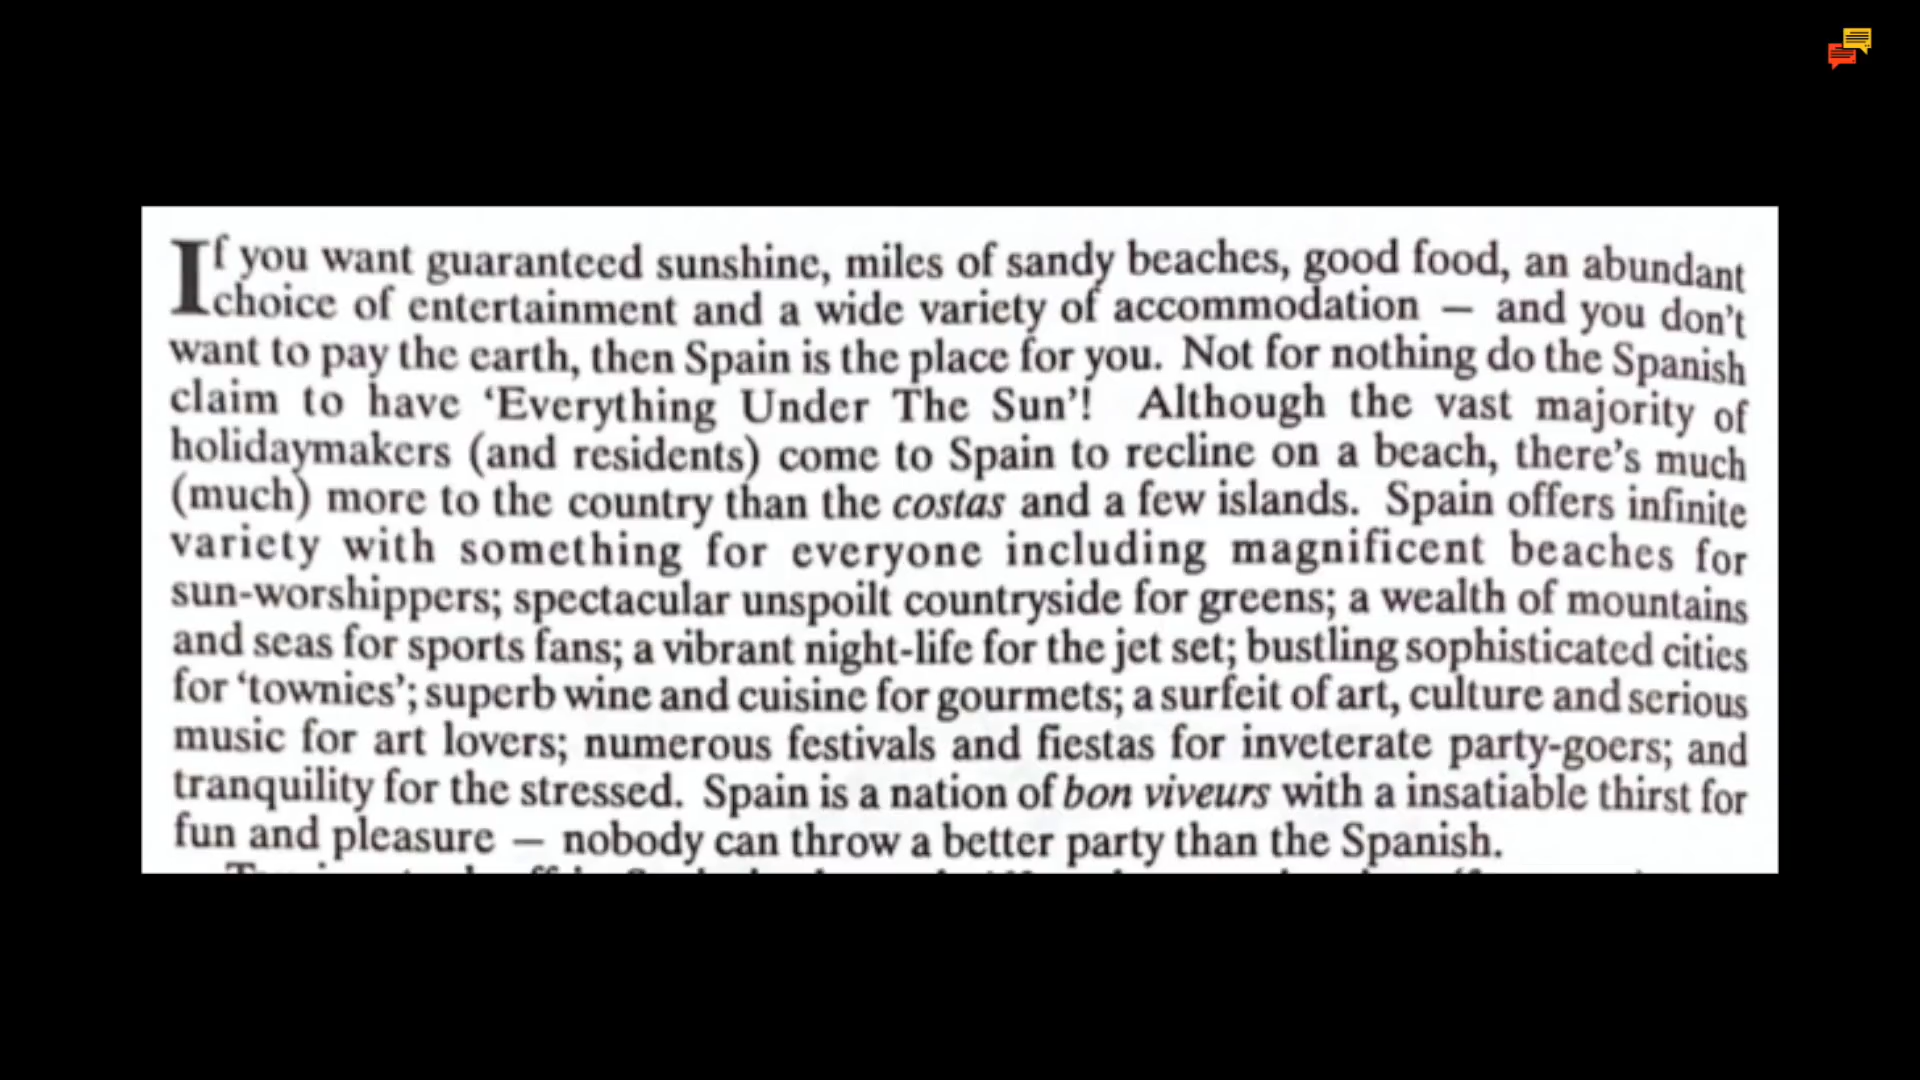 If you want guaranteed sunshine, miles of sandy beaches, good food, an abundant
choice of entertainment and a wide variety of accommodation – and you don't
want to pay the earth, then Spain is the place for you. Not for nothing do the Spanish
claim to have ‘Everything Under The Sun’! Although the vast majority of
holidaymakers (and residents) come to Spain to recline on a beach, there's much
(much) more to the country than the costas and a few islands. Spain offers infinite
variety with something for everyone including magnificent beaches for
sun-worshippers; spectacular unspoilt countryside for greens; a wealth of mountains
and seas for sports fans; a vibrant night-life for the jet set; bustling sophisticated cities
for ‘townies’; superb wine and cuisine for gourmets; a surfeit of art, culture and serious
music for art lovers; numerous festivals and fiestas for inveterate party-goers; and
tranquility for the stressed. Spain is a nation of bon viveurs with a insatiable thirst for
fun and pleasure – nobody can throw a better party than the Spanish.